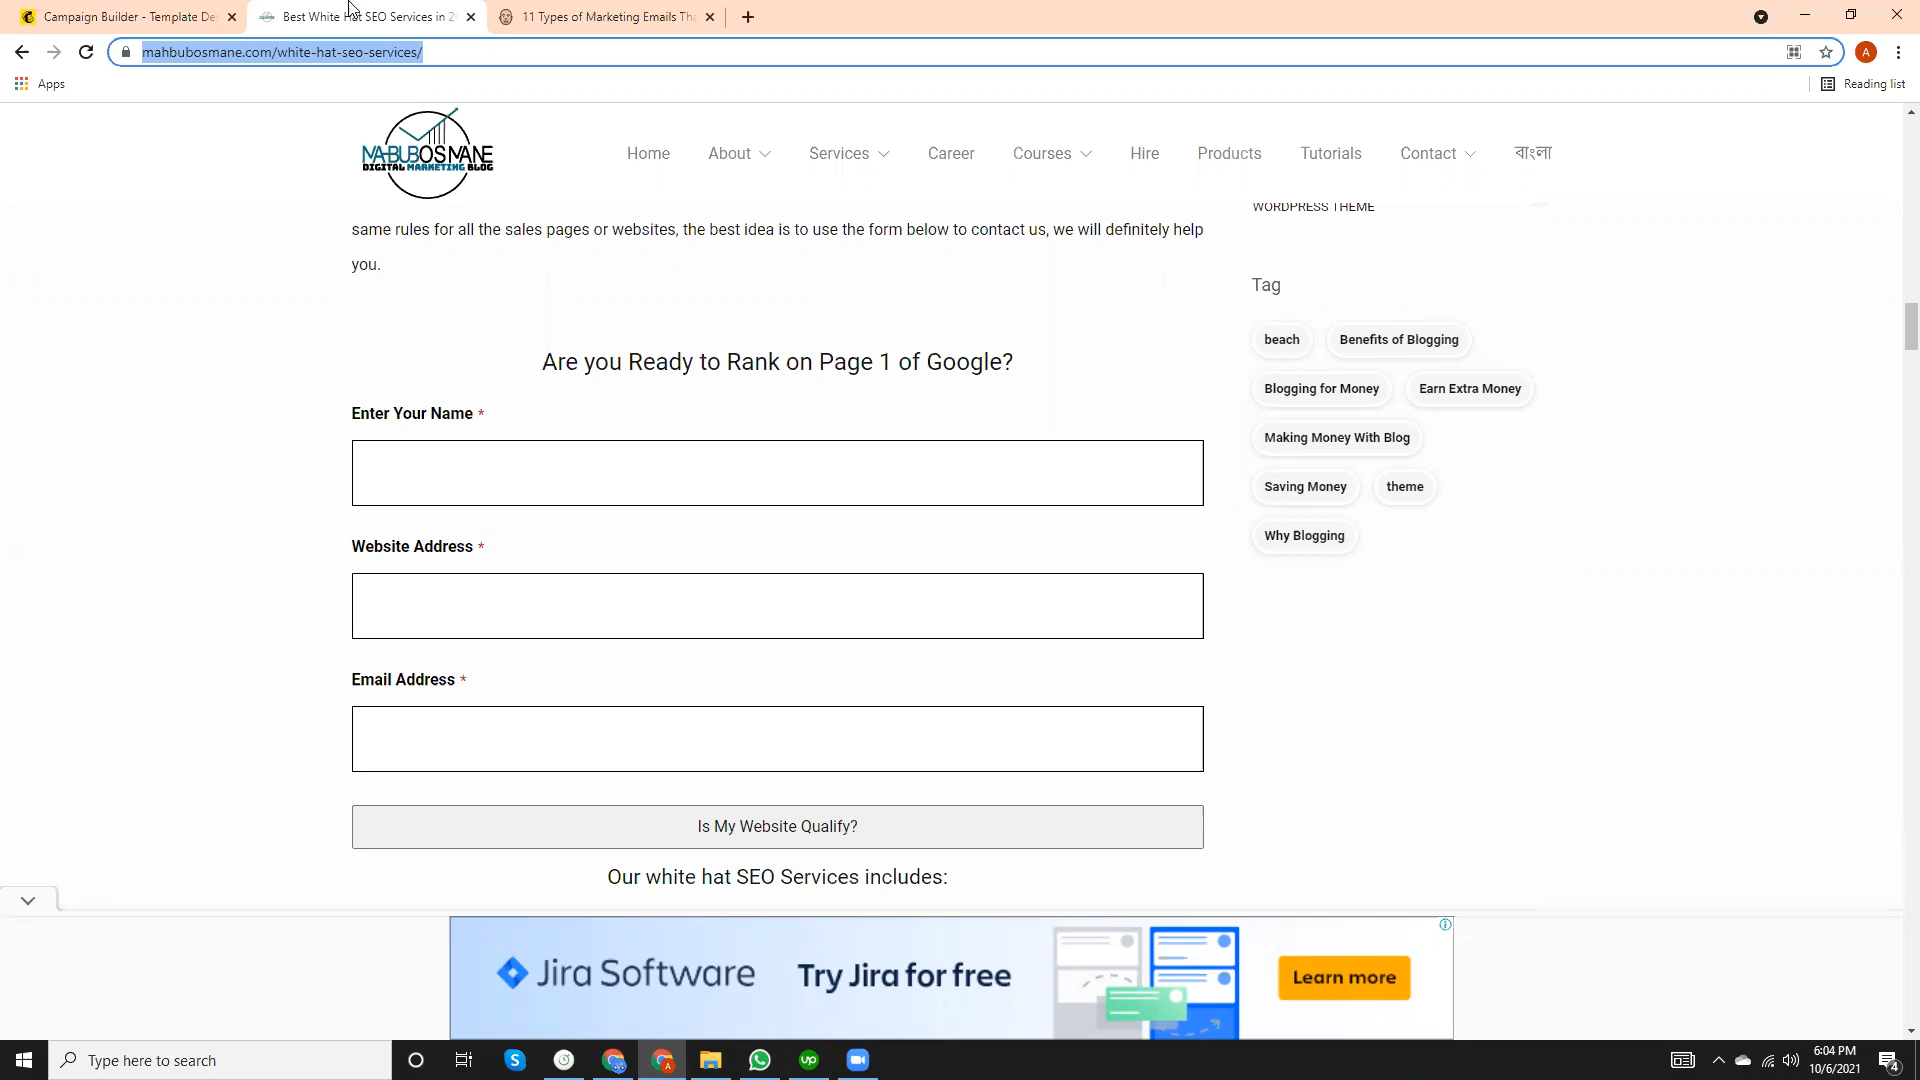 Campaign Builder - Template De
Best White Hat SEO Services in 2
11 Types of Marketing Emails Tha
mahbubosmane.com/white-hat-seo-services/
A
Apps
Reading list
MAHBUBOSMANE
DIGITAL MARKETING BLOG
Home
About
Services
Career
Courses
Hire
Products
Tutorials
Contact
বাংলা
same rules for all the sales pages or websites, the best idea is to use the form below to contact us, we will definitely help
you.
WORDPRESS THEME
Tag
beach
Benefits of Blogging
Blogging for Money
Earn Extra Money
Making Money With Blog
Saving Money
theme
Why Blogging
Are you Ready to Rank on Page 1 of Google?
Enter Your Name *
Website Address *
Email Address *
Is My Website Qualify?
Our white hat SEO Services includes:
Jira Software
Try Jira for free
Learn more
Type here to search
6:04 PM
10/6/2021
4